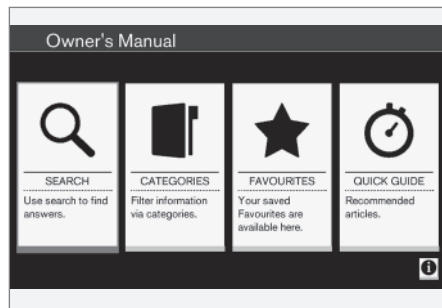 Owner's Manual
SEARCH
Use search to find
answers.
CATEGORIES
Filter information
via categories.
FAVOURITES
Your saved
Favourites are
available here.
QUICK GUIDE
Recommended
articles.